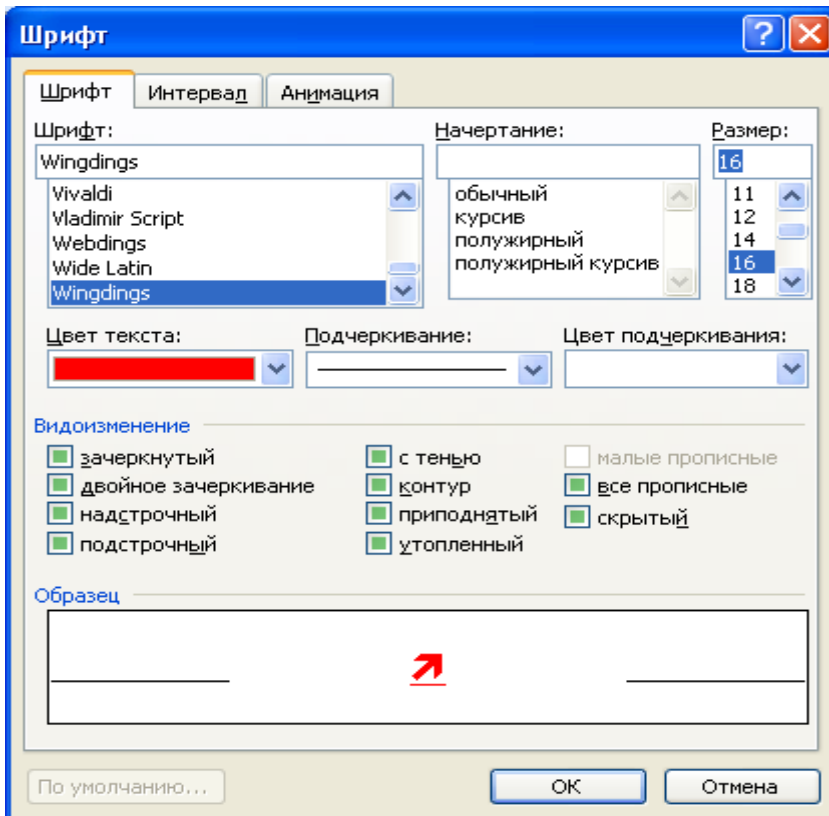 Шрифт
Шрифт Интервал Анимация
Шрифт: Начертание: Размер:
Wingdings 16
Vivaldi обычный 11
Vladimir Script курсив 12
Webdings полужирный 14
Wide Latin полужирный курсив 16
Wingdings 18
Цвет текста: Подчеркивание: Цвет подчеркивания:
Видоизменение
зачеркнутый с тенью малые прописные
двойное зачеркивание контур все прописные
надстрочный приподнятый скрытый
подстрочный утопленный
Образец
По умолчанию... ОК Отмена